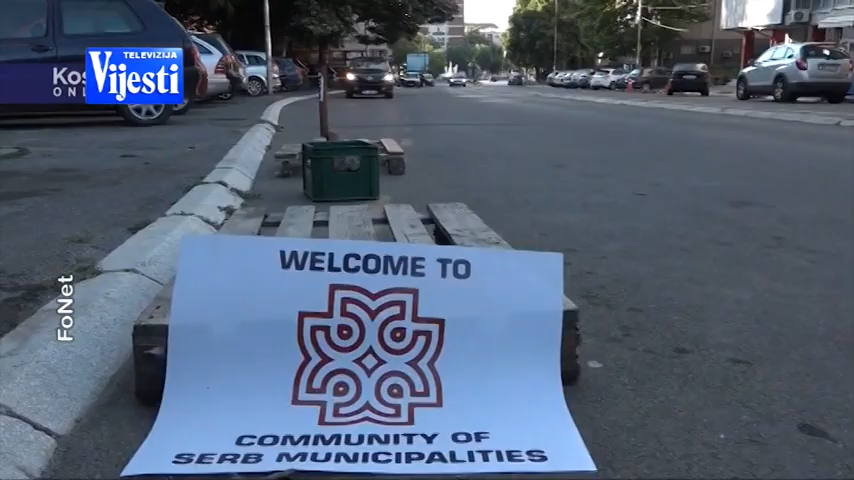 TELEVIZIJA
Vijesti
Kos
ONL
FoNet
WELCOME TO
COMMUNITY OF
SERB MUNICIPALITIES